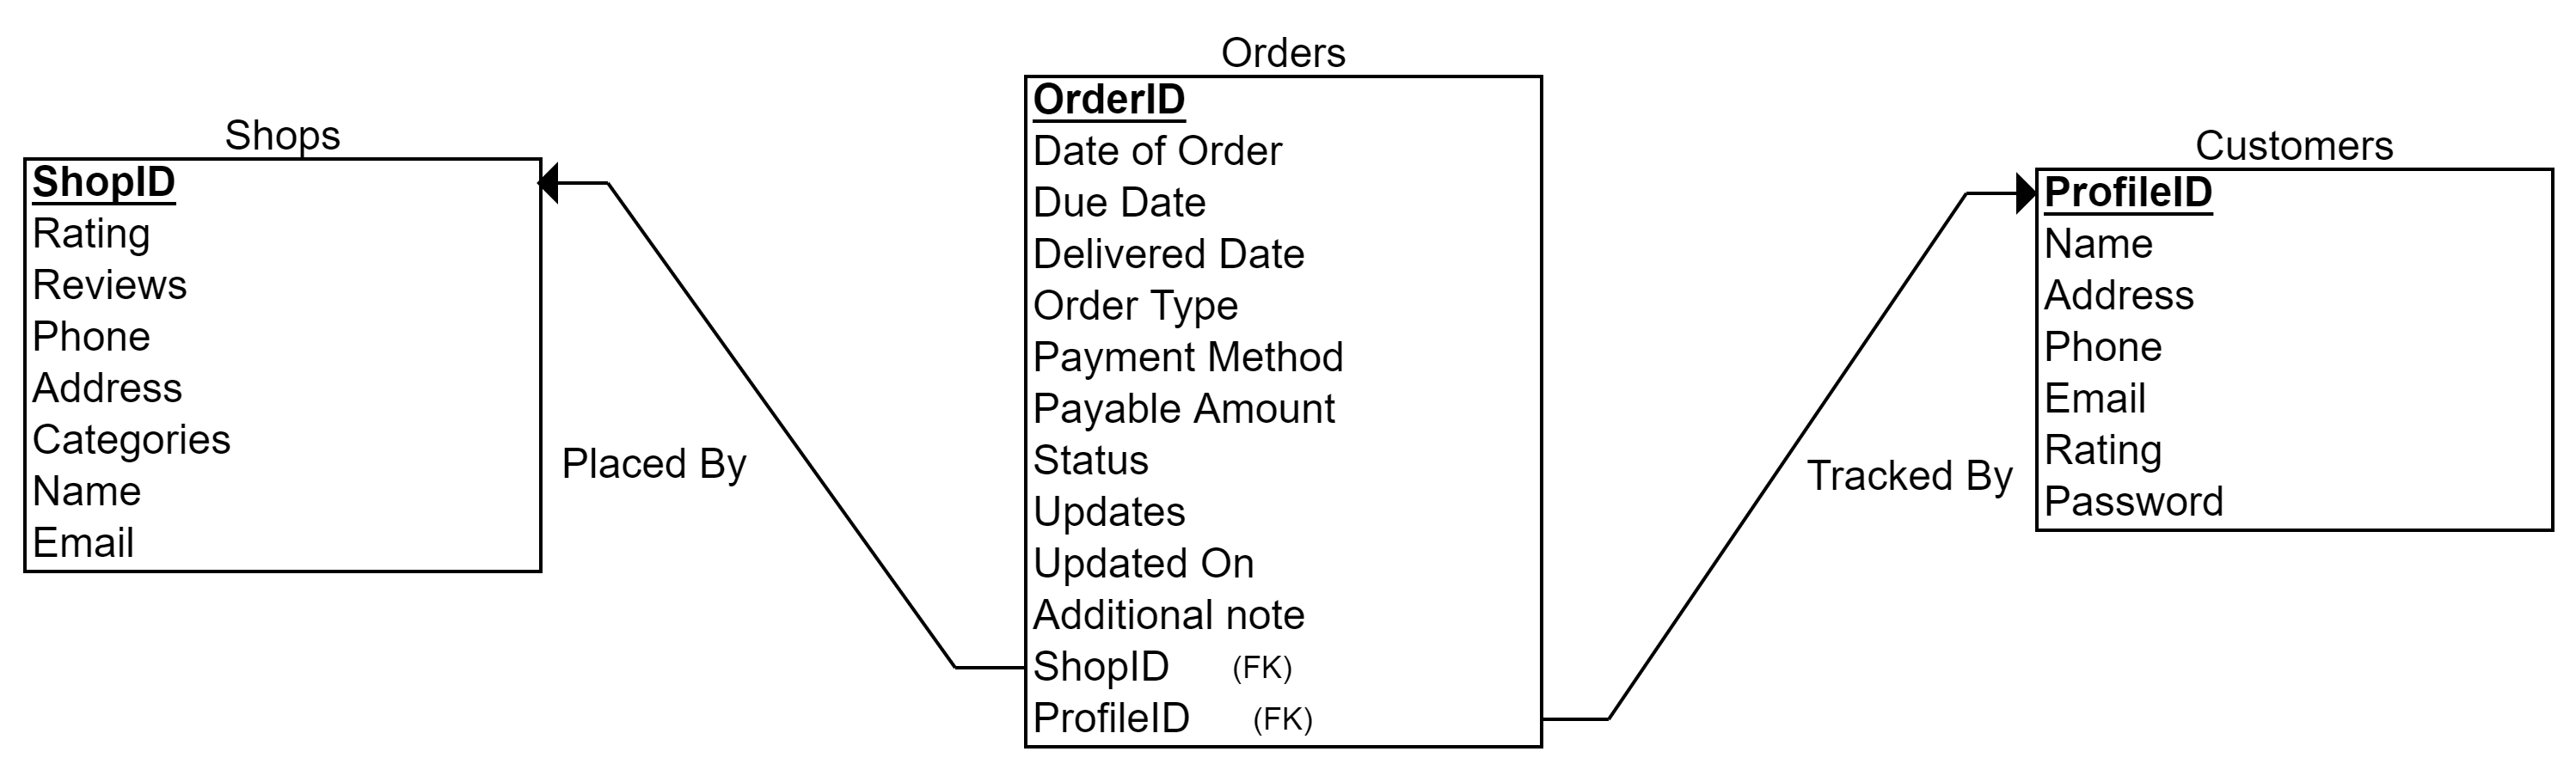 Shops
ShopID
Rating
Reviews
Phone
Address
Categories
Name
Email
Placed By
Orders
OrderID
Date of Order
Due Date
Delivered Date
Order Type
Payment Method
Payable Amount
Status
Updates
Updated On
Additional note
ShopID (FK)
ProfileID (FK)
Tracked By
Customers
ProfileID
Name
Address
Phone
Email
Rating
Password